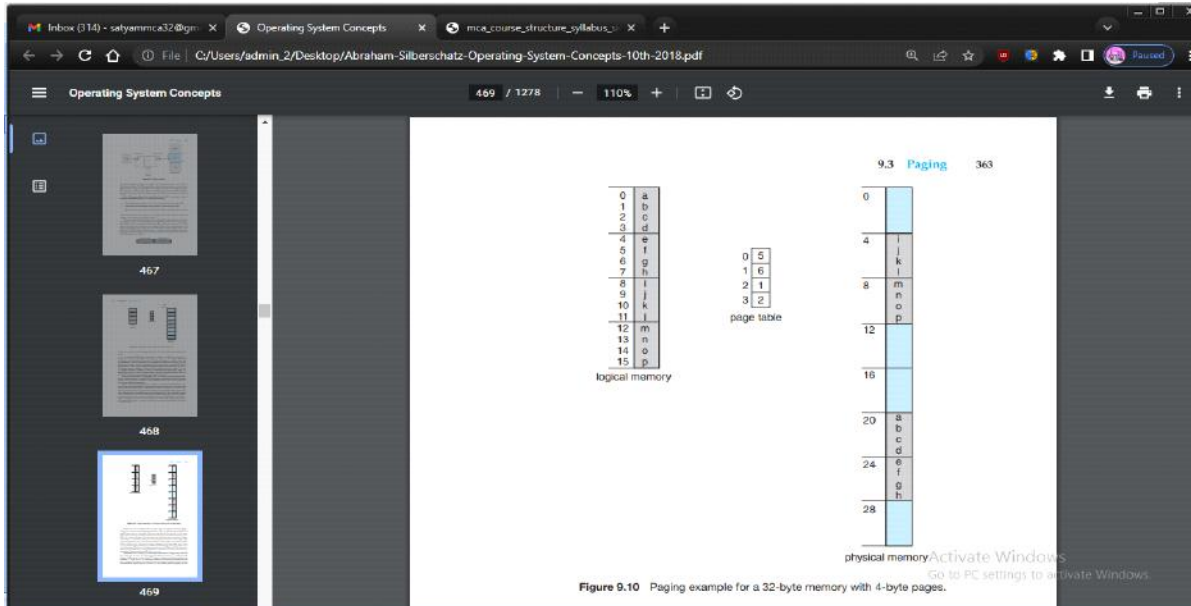 Inbox (314) - satyammca32@gm
Operating System Concepts
mca_course_structure_syllabus_s
File C:/Users/admin_2/Desktop/Abraham-Silberschatz-Operating-System-Concepts-10th-2018.pdf
Paused
Operating System Concepts
469 / 1278
110%
467
468
469
9.3 Paging 363
0 a
1 b
2 c
3 d
4 e
5 f
6 g
7 h
8 i
9 j
10 k
11 l
12 m
13 n
14 o
15 p
logical memory
0 5
1 6
2 1
3 2
page table
0
4 i
j
k
l
8 m
n
o
p
12
16
20 a
b
c
d
24 e
f
g
h
28
physical memory
Activate Windows
Go to PC settings to activate Windows.
Figure 9.10 Paging example for a 32-byte memory with 4-byte pages.